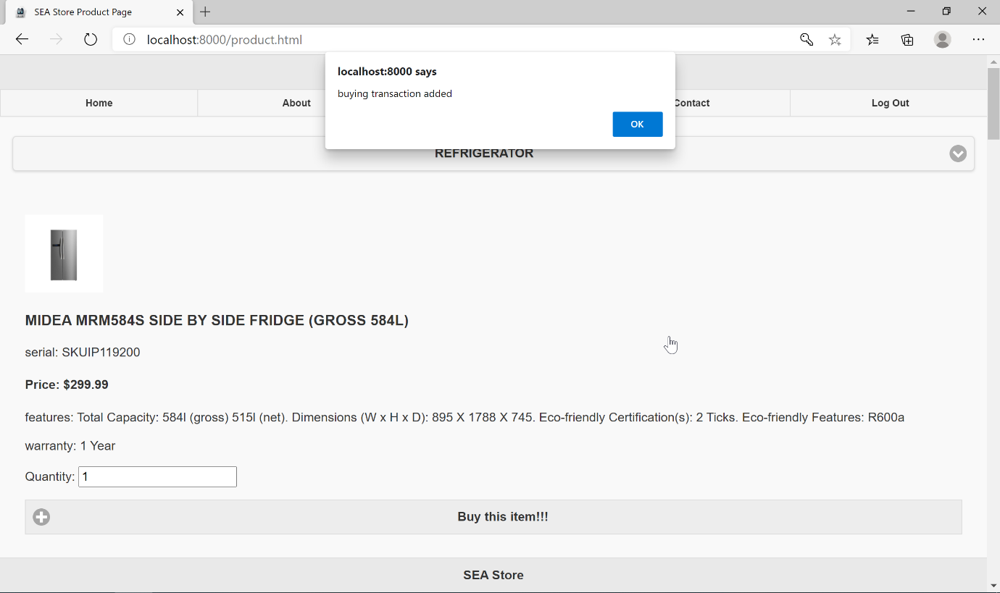 SEA Store Product Page
localhost:8000/product.html
localhost:8000 says
buying transaction added
OK
Home
About
Contact
Log Out
REFRIGERATOR
MIDEA MRM584S SIDE BY SIDE FRIDGE (GROSS 584L)
serial: SKUIP119200
Price: $299.99
features: Total Capacity: 584l (gross) 515l (net). Dimensions (W x H x D): 895 X 1788 X 745. Eco-friendly Certification(s): 2 Ticks. Eco-friendly Features: R600a
warranty: 1 Year
Quantity: 1
Buy this item!!!
SEA Store